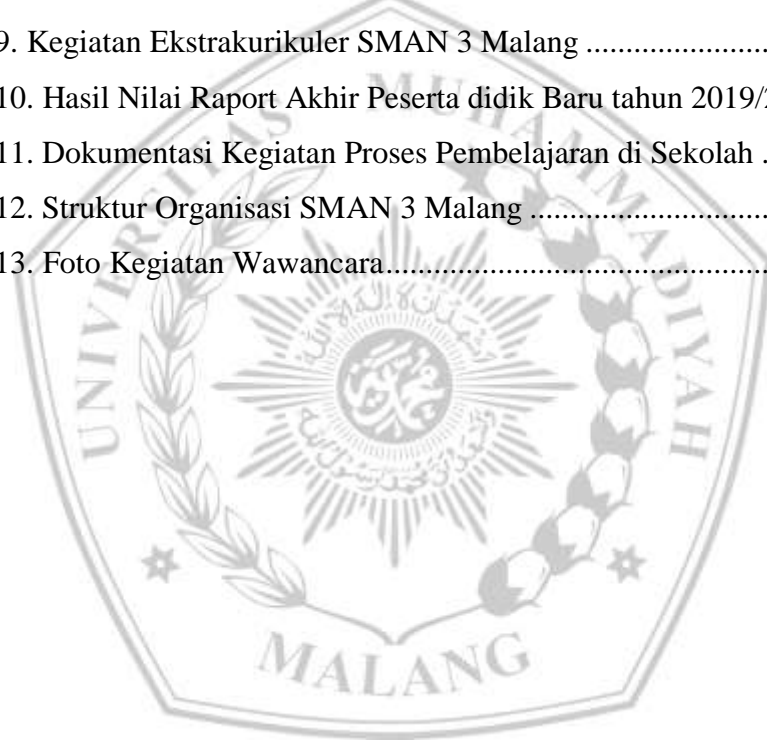 9. Kegiatan Ekstrakurikuler SMAN 3 Malang ..............................
10. Hasil Nilai Raport Akhir Peserta didik Baru tahun 2019/
11. Dokumentasi Kegiatan Proses Pembelajaran di Sekolah .
12. Struktur Organisasi SMAN 3 Malang .......................................
13. Foto Kegiatan Wawancara..............................................................
UNIVERSITAS MUHAMMADIYAH
MALANG